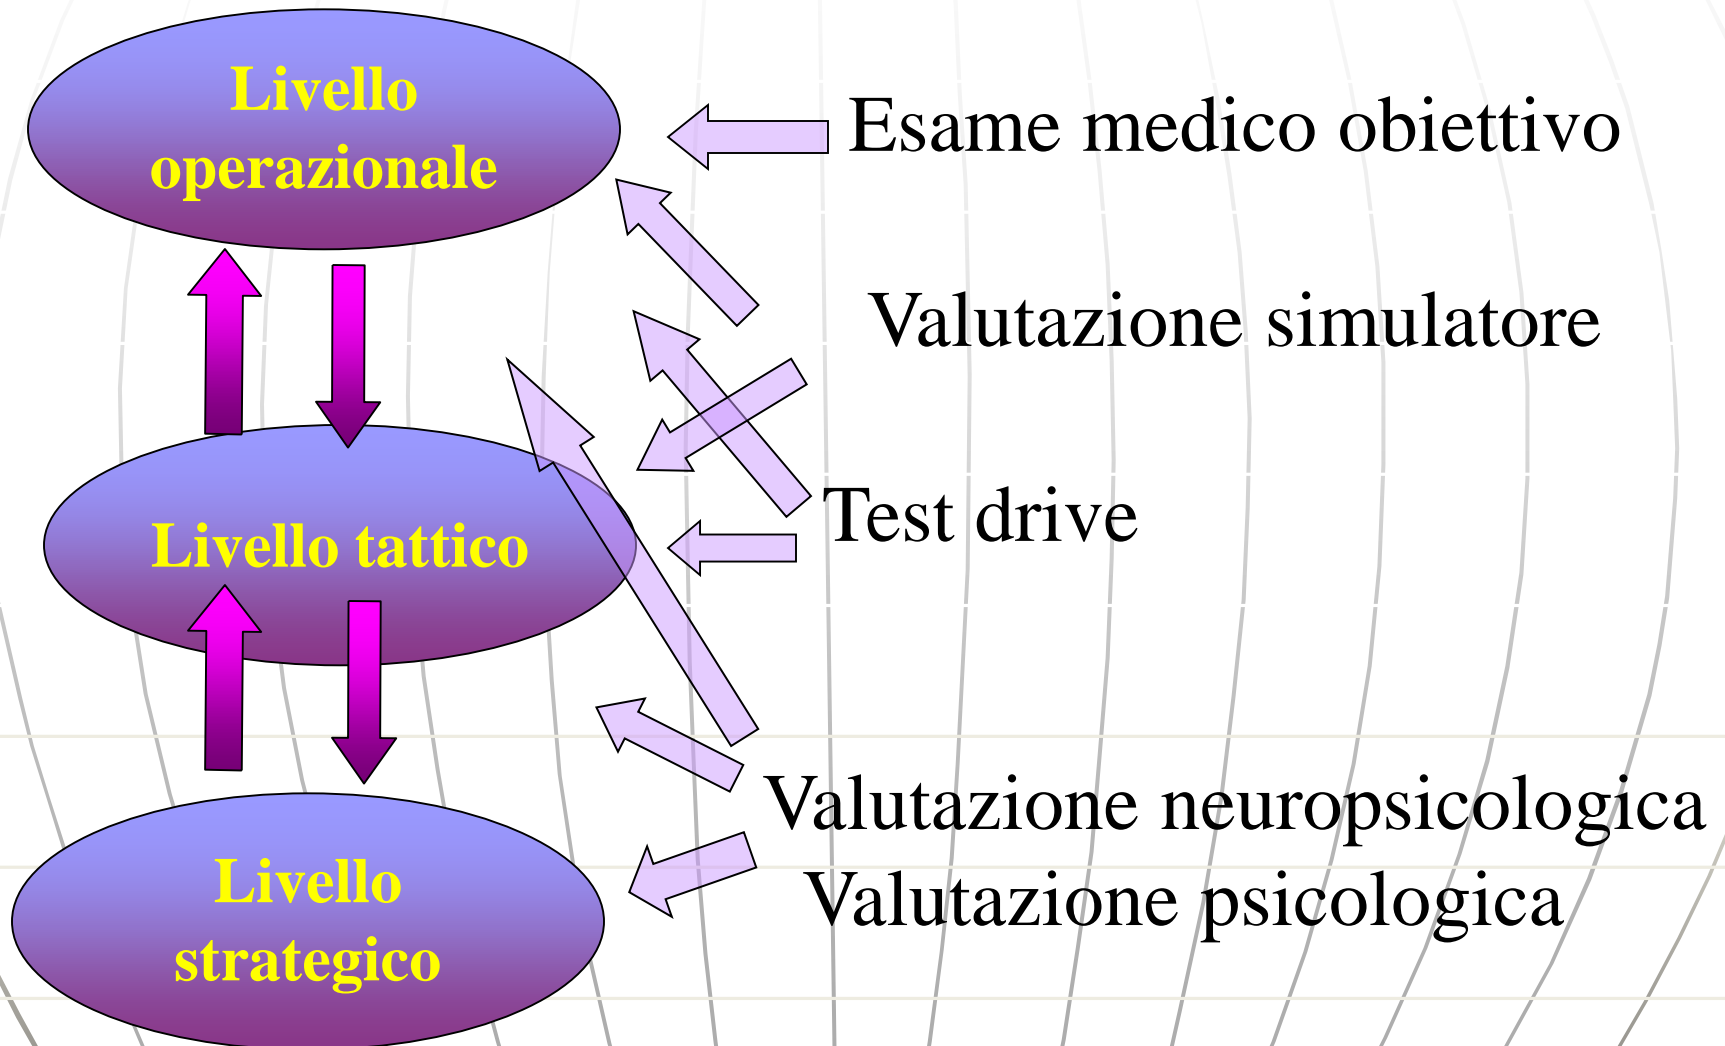 Livello
operazionale
Esame medico obiettivo
Valutazione simulatore
Test drive
Livello tattico
Valutazione neuropsicologica
Valutazione psicologica
Livello
strategico